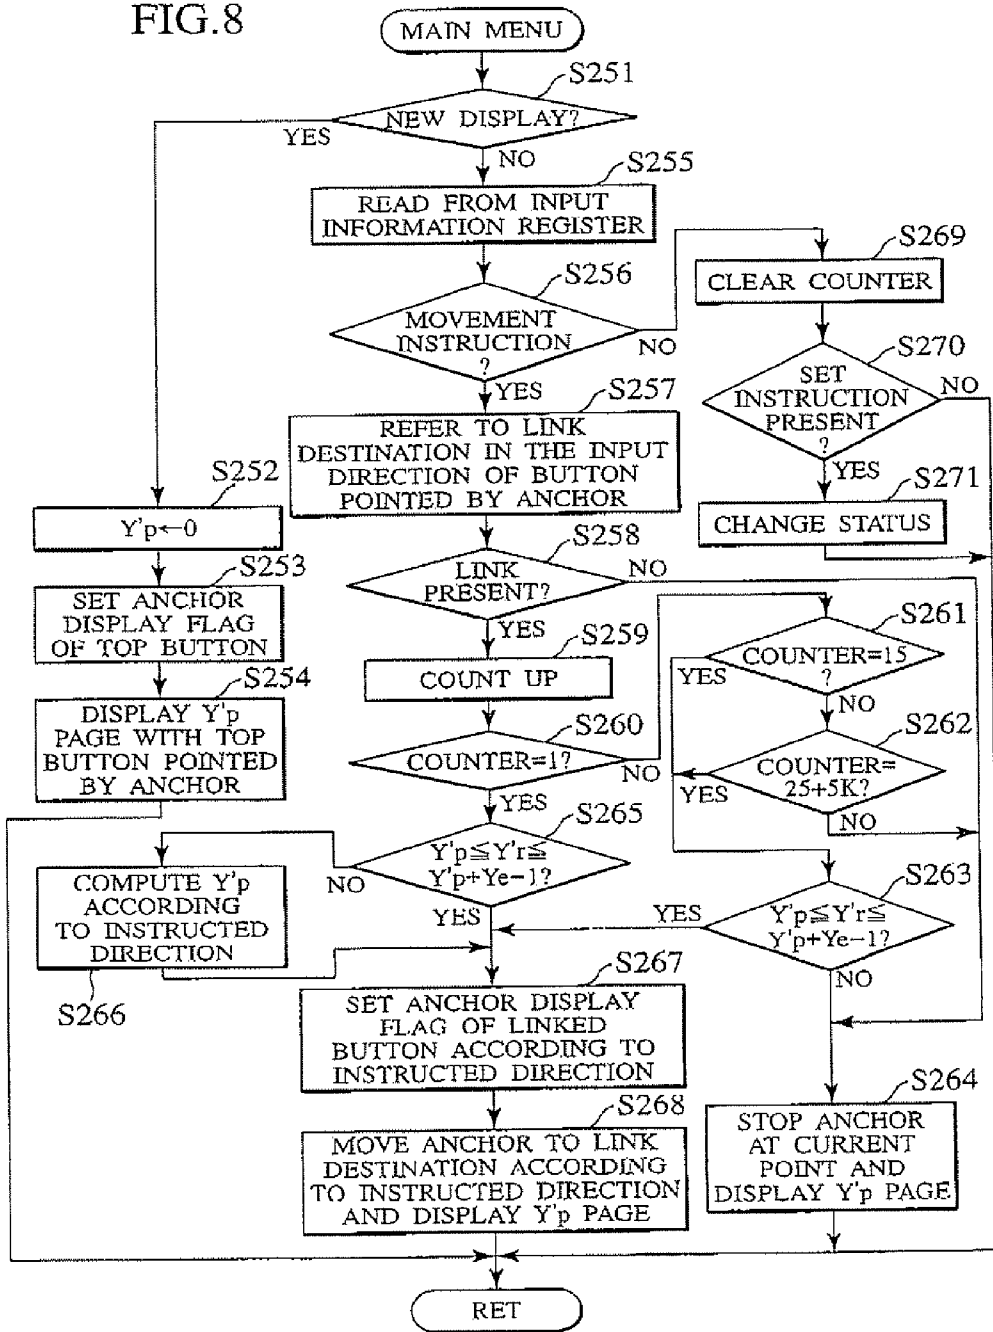 FIG.8
MAIN MENU
S251
NEW DISPLAY?
YES
NO
S255
READ FROM INPUT
INFORMATION REGISTER
S256
MOVEMENT
INSTRUCTION
?
NO
YES
S269
CLEAR COUNTER
S270
SET
INSTRUCTION
PRESENT
?
NO
YES
S271
CHANGE STATUS
S257
REFER TO LINK
DESTINATION IN THE INPUT
DIRECTION OF BUTTON
POINTED BY ANCHOR
S252
Y'p←0
S253
SET ANCHOR
DISPLAY FLAG
OF TOP BUTTON
S254
DISPLAY Y'p
PAGE WITH TOP
BUTTON POINTED
BY ANCHOR
S258
LINK
PRESENT?
NO
YES
S259
COUNT UP
S260
COUNTER=1?
NO
YES
S261
COUNTER=15
?
YES
NO
S262
COUNTER=
25+5K?
YES
NO
S265
Y'p≦Y'r≦
Y'p+Ye-1?
NO
YES
S263
Y'p≦Y'r≦
Y'p+Ye-1?
YES
NO
COMPUTE Y'p
ACCORDING
TO INSTRUCTED
DIRECTION
S266
S267
SET ANCHOR DISPLAY
FLAG OF LINKED
BUTTON ACCORDING TO
INSTRUCTED DIRECTION
S268
MOVE ANCHOR TO LINK
DESTINATION ACCORDING
TO INSTRUCTED DIRECTION
AND DISPLAY Y'p PAGE
S264
STOP ANCHOR
AT CURRENT
POINT AND
DISPLAY Y'p PAGE
RET